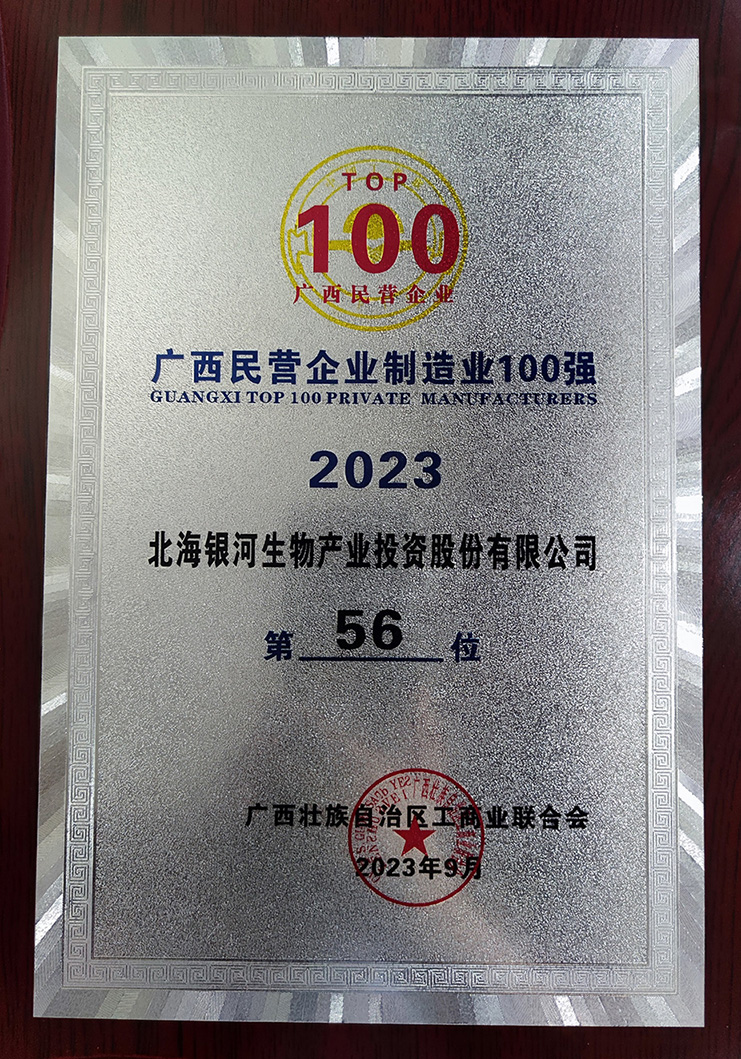 TOP
100
广西民营企业
广西民营企业制造业100强
GUANGXI TOP 100 PRIVATE MANUFACTURERS
2023
北海银河生物产业投资股份有限公司
第 56 位
广西壮族自治区工商业联合会
2023年9月